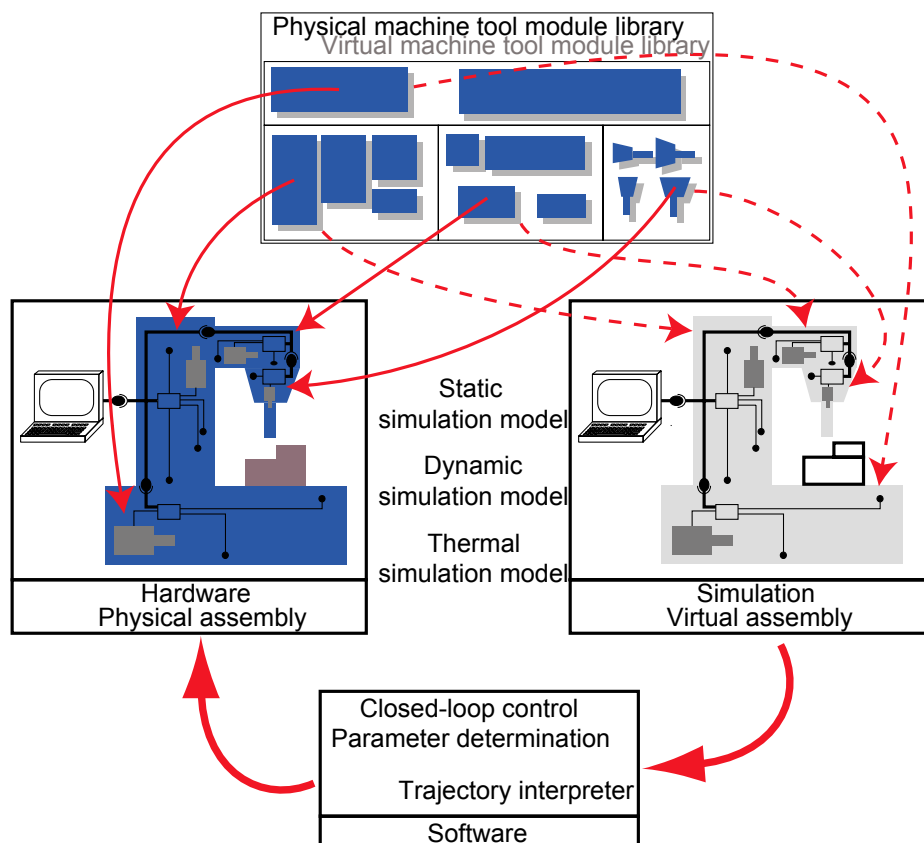 Physical machine tool module library
Virtual machine tool module library
Static
simulation model
Dynamic
simulation model
Thermal
simulation model
Hardware
Physical assembly
Simulation
Virtual assembly
Closed-loop control
Parameter determination
Trajectory interpreter
Software